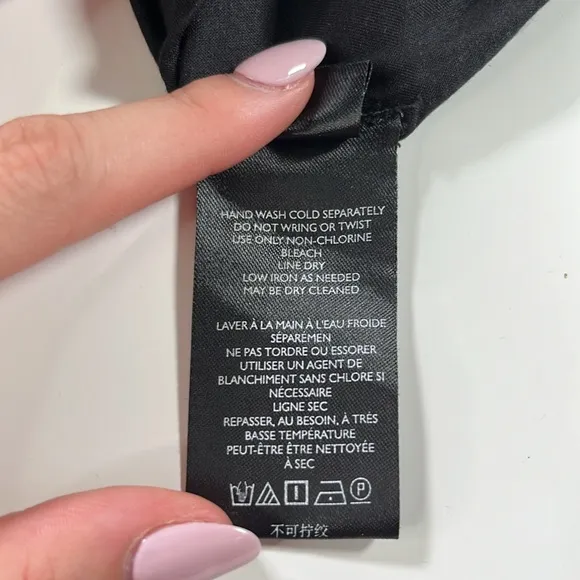 HAND WASH COLD SEPARATELY
DO NOT WRING OR TWIST
USE ONLY NON-CHLORINE
BLEACH
LINE DRY
LOW IRON AS NEEDED
MAY BE DRY CLEANED
LAVER À LA MAIN À L'EAU FROIDE
SÉPARÉMEN
NE PAS TORDRE OU ESSORER
UTILISER UN AGENT DE
BLANCHIMENT SANS CHLORE SI
NÉCESSAIRE
LIGNE SEC
REPASSER, AU BESOIN, À TRÈS
BASSE TEMPÉRATURE
PEUT-ÊTRE ÊTRE NETTOYÉE
À SEC
P
不可拧绞